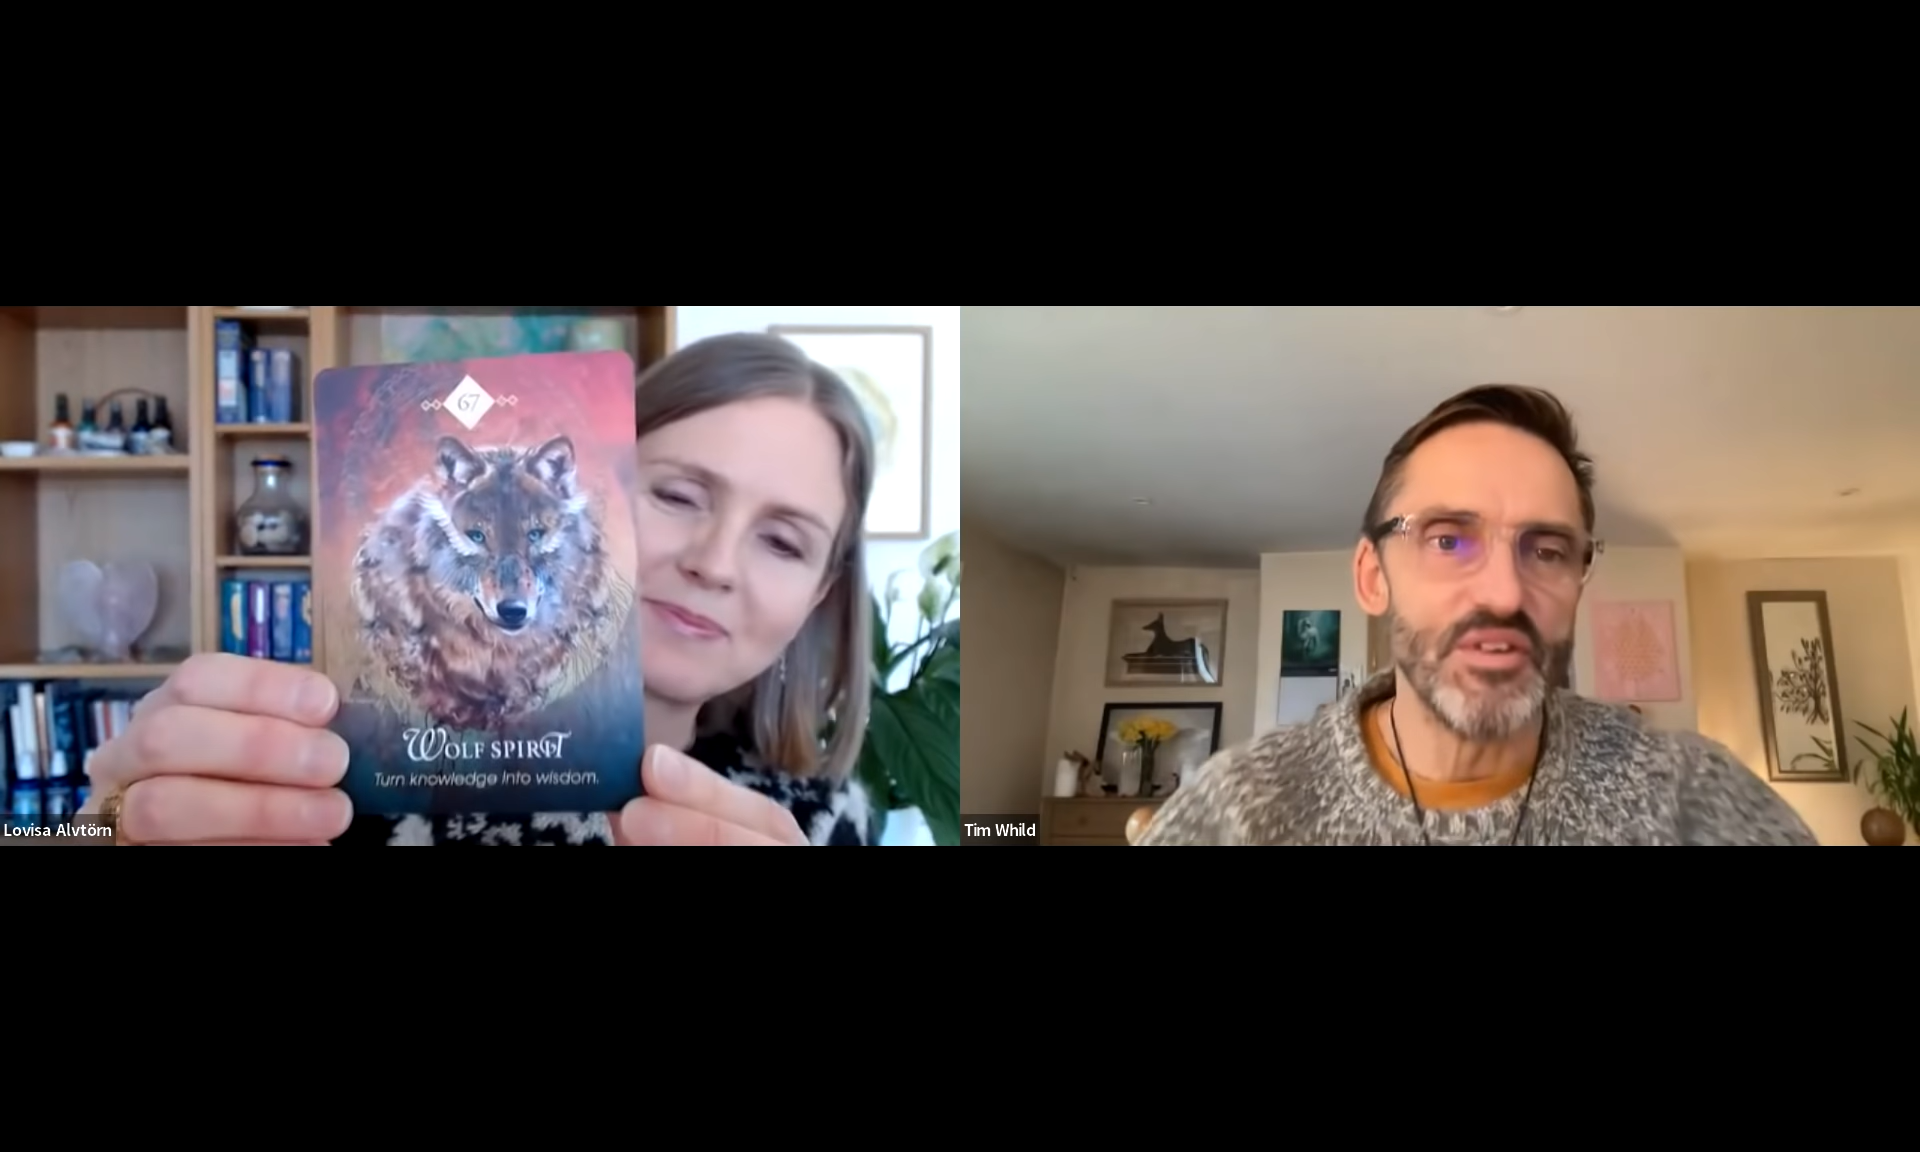 67
Wolf spirit
Turn knowledge into wisdom.
Lovisa Alvtörn
Tim Whild